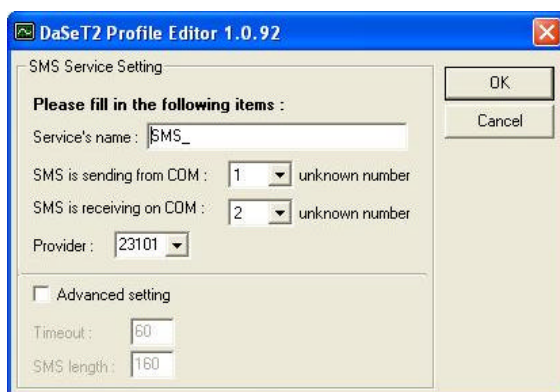 DaSeT2 Profile Editor 1.0.92
SMS Service Setting
OK
Cancel
Please fill in the following items :
Service's name : SMS_
SMS is sending from COM : 1 unknown number
SMS is receiving on COM : 2 unknown number
Provider : 23101
Advanced setting
Timeout : 60
SMS length : 160